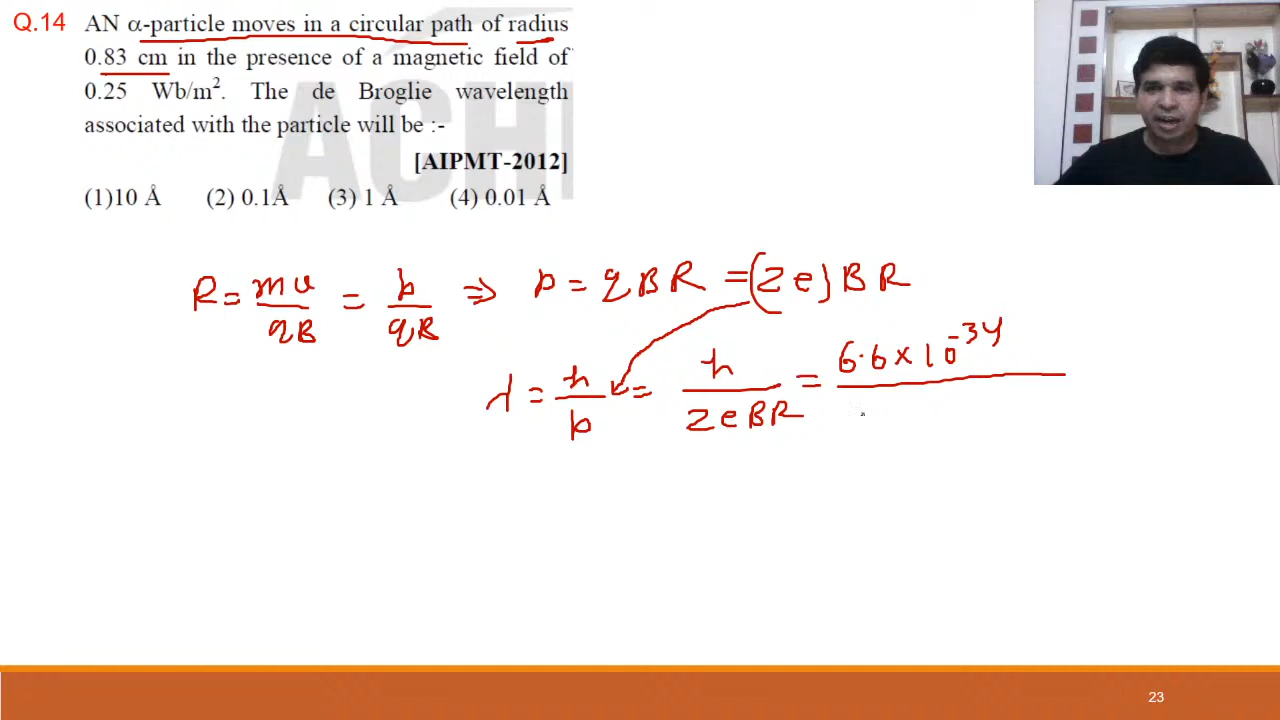 Q.14 AN α-particle moves in a circular path of radius
0.83 cm in the presence of a magnetic field of
0.25 Wb/m². The de Broglie wavelength
associated with the particle will be :-
[AIPMT-2012]
(1)10 Å (2) 0.1Å (3) 1 Å (4) 0.01 Å
R = mv/qB = p/qB ⇒ p = qBR = (2e)BR
λ = h/p = h/2eBR = 6.6×10⁻³⁴
23